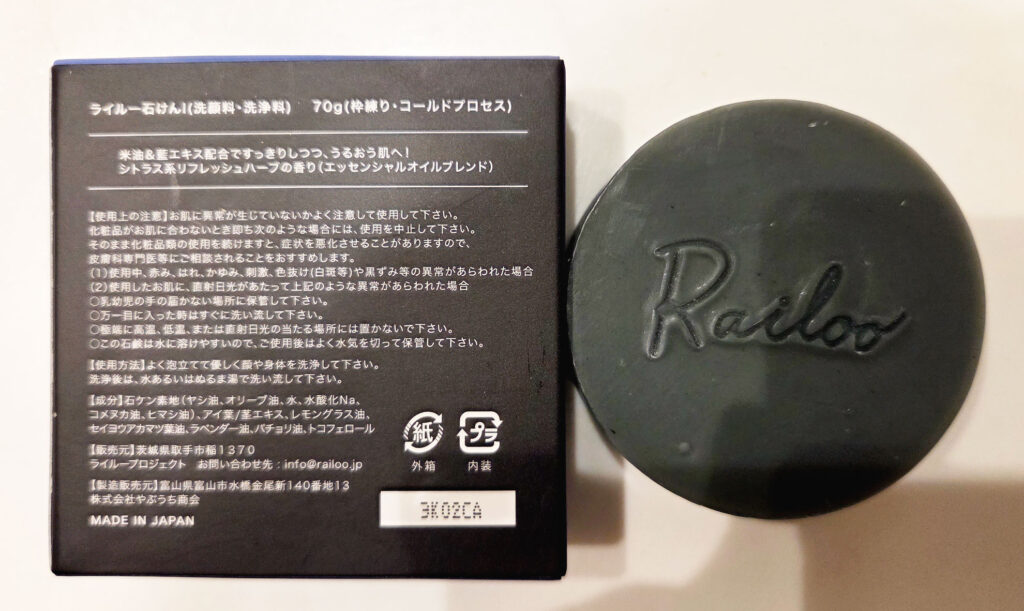 ライルー石けんI(洗顔料・洗浄料)　70g(枠練り・コールドプロセス)
米油&藍エキス配合ですっきりしつつ、うるおう肌へ!
シトラス系リフレッシュハーブの香り(エッセンシャルオイルブレンド)
【使用上の注意】お肌に異常が生じていないかよく注意して使用して下さい。
化粧品がお肌に合わないとき即ち次のような場合には、使用を中止して下さい。
そのまま化粧品類の使用を続けますと、症状を悪化させることがありますので、
皮膚科専門医等にご相談されることをおすすめします。
(1)使用中、赤み、はれ、かゆみ、刺激、色抜け(白斑等)や黒ずみ等の異常があらわれた場合
(2)使用したお肌に、直射日光があたって上記のような異常があらわれた場合
○乳幼児の手の届かない場所に保管して下さい。
○万一目に入った時はすぐに洗い流して下さい。
○極端に高温、低温、または直射日光の当たる場所には置かないで下さい。
○この石鹸は水に溶けやすいので、ご使用後はよく水気を切って保管して下さい。
【使用方法】よく泡立てて優しく顔や身体を洗浄して下さい。
洗浄後は、水あるいはぬるま湯で洗い流して下さい。
【成分】石ケン素地(ヤシ油、オリーブ油、水、水酸化Na、
コメヌカ油、ヒマシ油)、アイ葉/茎エキス、レモングラス油、
セイヨウアカマツ葉油、ラベンダー油、パチョリ油、トコフェロール
【販売元】茨城県取手市稲1370
ライループロジェクト　お問い合わせ先：info@railoo.jp
【製造販売元】富山県富山市水橋金尾新140番地13
株式会社やぶうち商会
MADE IN JAPAN
紙
外箱
プラ
内装
3K02CA
Railoo